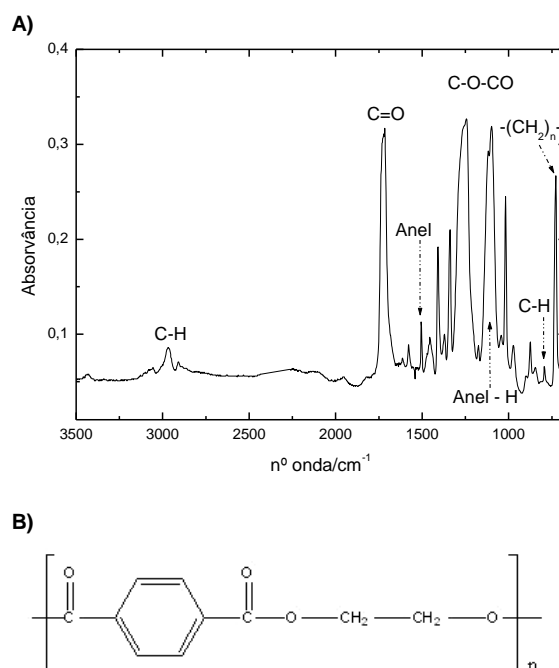 A)
0,4
C-O-CO
C=O
-(CH2)n-
0,3
Absorvância
Anel
0,2
C-H
C-H
0,1
Anel - H
3500 3000 2500 2000 1500 1000
nº onda/cm-1
B)
O O
C C O CH2 CH2 O
n